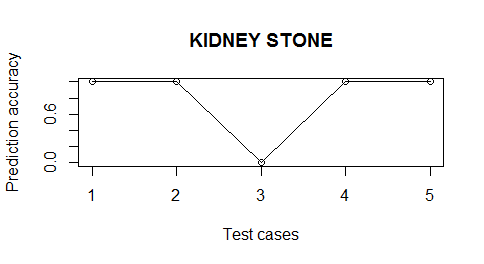 KIDNEY STONE
Prediction accuracy
0.6
0.0
1 2 3 4 5
Test cases